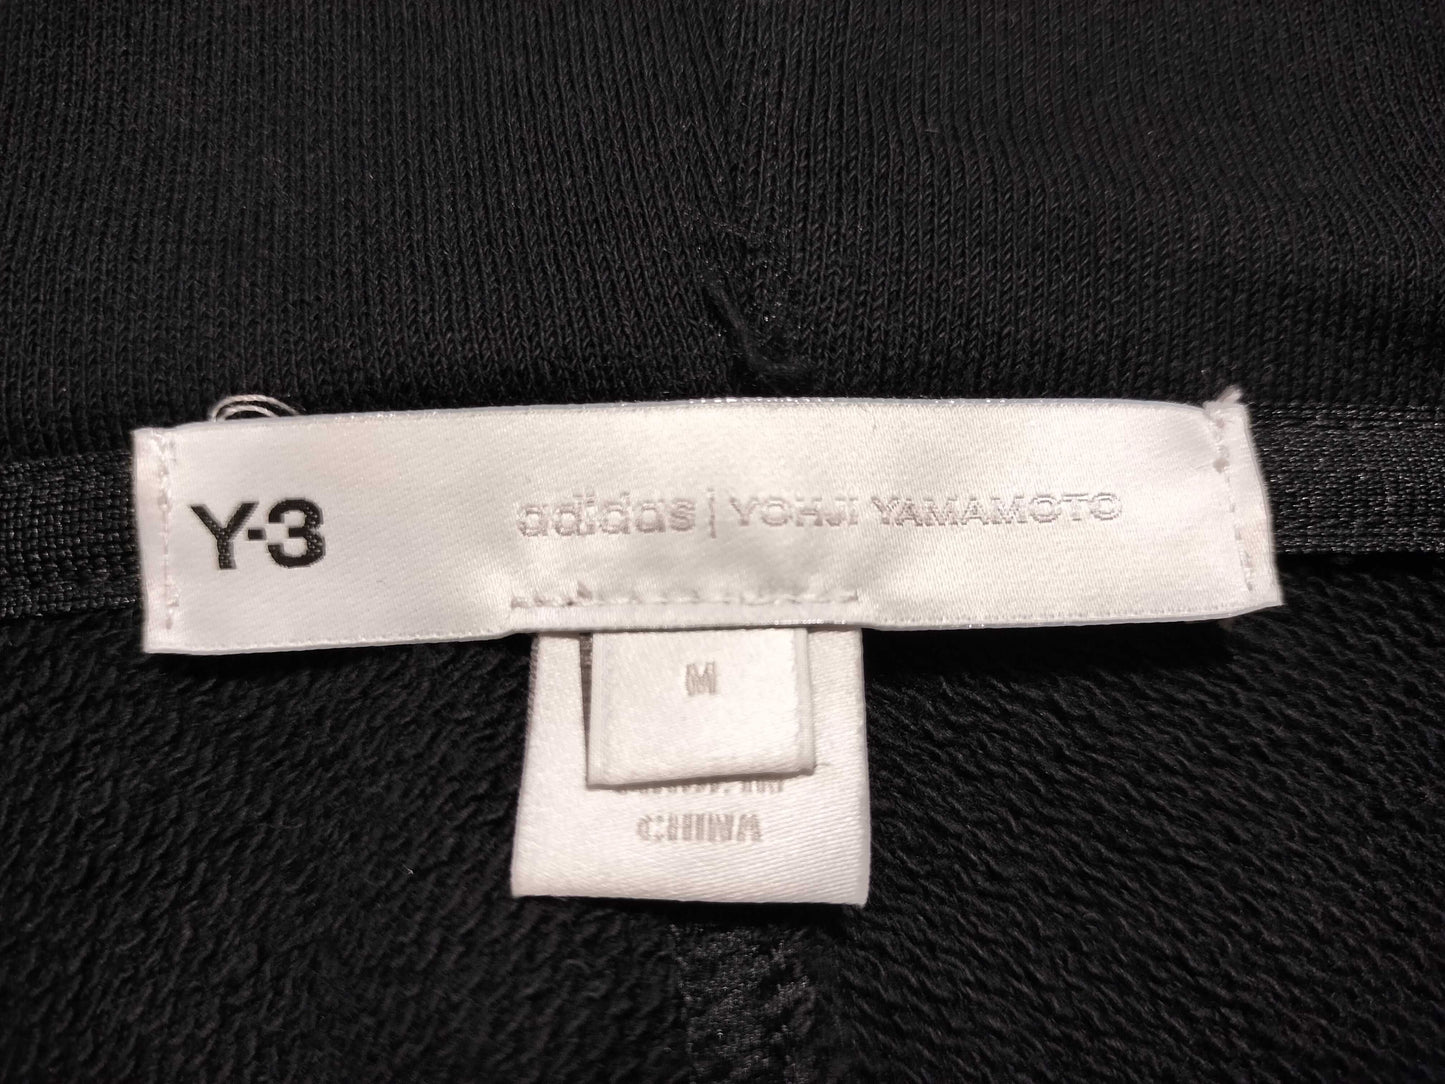 Y-3 adidas | YOHJI YAMAMOTO
M
CHINA